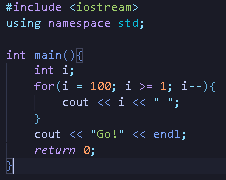 #include <iostream>
using namespace std;

int main(){
    int i;
    for(i = 100; i >= 1; i--){
        cout << i << " ";
    }
    cout << "Go!" << endl;
    return 0;
}